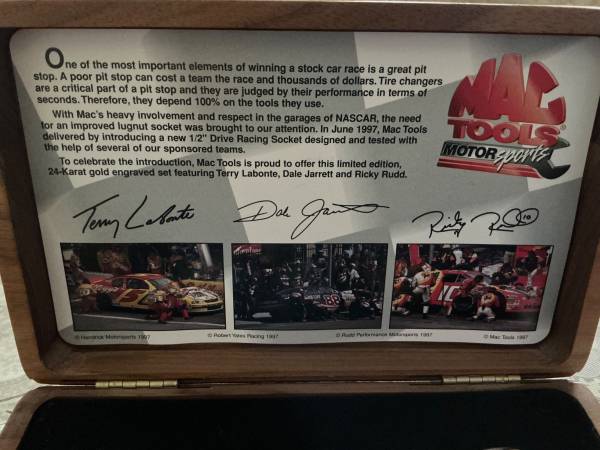 One of the most important elements of winning a stock car race is a great pit
stop. A poor pit stop can cost a team the race and thousands of dollars. Tire changers
are a critical part of a pit stop and they are judged by their performance in terms of
seconds. Therefore, they depend 100% on the tools they use.
With Mac's heavy involvement and respect in the garages of NASCAR, the need
for an improved lugnut socket was brought to our attention. In June 1997, Mac Tools
delivered by introducing a new 1/2" Drive Racing Socket designed and tested with
the help of several of our sponsored teams.
To celebrate the introduction, Mac Tools is proud to offer this limited edition,
24-Karat gold engraved set featuring Terry Labonte, Dale Jarrett and Ricky Rudd.
MAC
TOOLS®
MOTORsports
Terry Labonte
Dale Jarrett
Ricky Rudd 10
5
88
10
© Hendrick Motorsports 1997
© Robert Yates Racing 1997
© Rudd Performance Motorsports 1997
© Mac Tools 1997